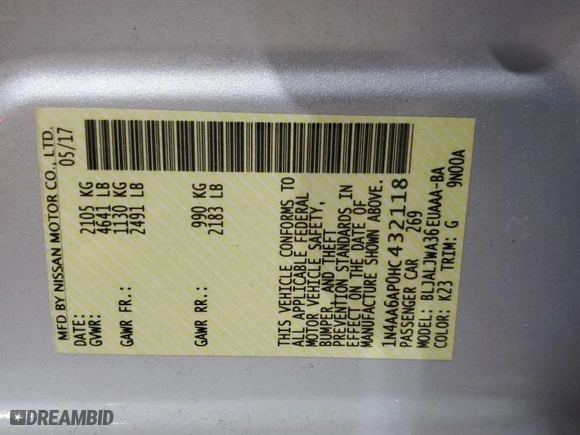 MFD BY NISSAN MOTOR CO., LTD.
DATE: 05/17
GVWR: 2105 KG
4641 LB
GAWR FR.: 1130 KG
2491 LB
GAWR RR.: 990 KG
2183 LB
THIS VEHICLE CONFORMS TO
ALL APPLICABLE FEDERAL
MOTOR VEHICLE SAFETY,
BUMPER, AND THEFT
PREVENTION STANDARDS IN
EFFECT ON THE DATE OF
MANUFACTURE SHOWN ABOVE.
1N4AA6AP0HC432118
PASSENGER CAR 269
MODEL: BLJALJWA36EUAAA-BA
COLOR: K23 TRIM: G 9N00A
DREAMBID